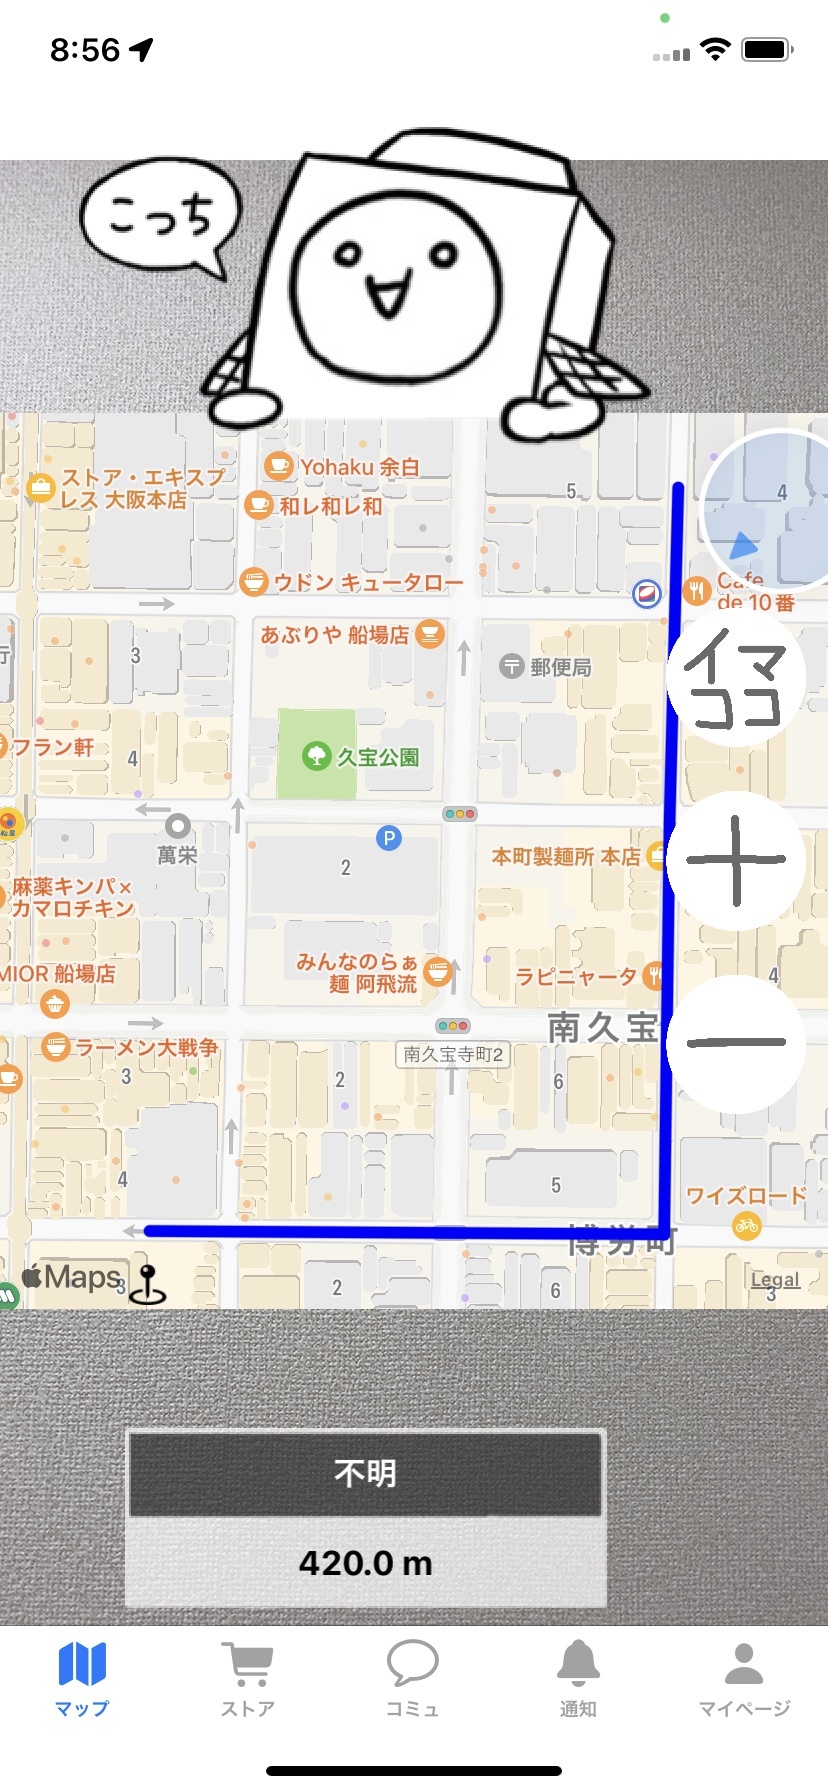 8:56
こっち
ストア・エキスプ
レス 大阪本店
Yohaku 余白
和レ和レ和
5
4
ウドン キュータロー
Cafe
de 10番
あぶりや 船場店
3
行
郵便局
イマ
ココ
フラン軒
4
久宝公園
P
萬栄
2
本町製麺所 本店
麻薬キンパ×
カマロチキン
MIOR 船場店
みんなのらぁ
麺 阿飛流
ラピニャータ
4
南久宝
ラーメン大戦争
南久宝寺町2
3
2
6
4
5
ワイズロード
博労町
Maps
3
2
6
Legal
3
不明
420.0 m
マップ
ストア
コミュ
通知
マイページ